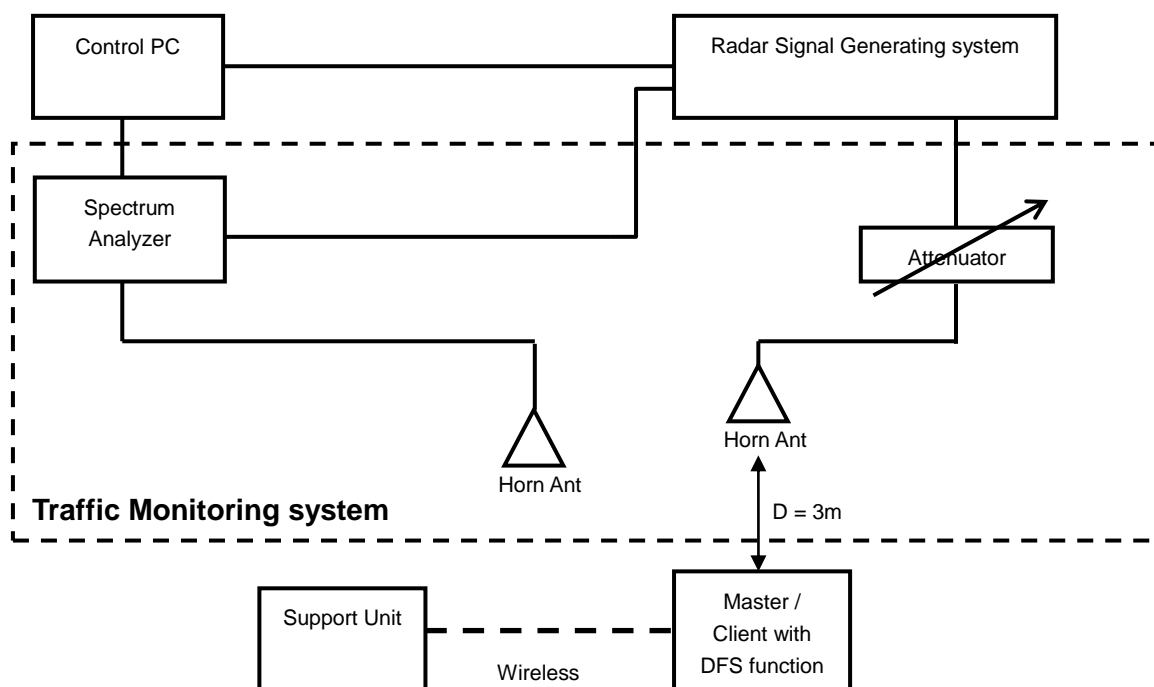 Control PC
Radar Signal Generating system
Spectrum
Analyzer
Attenuator
Horn Ant
Horn Ant
Traffic Monitoring system
D = 3m
Support Unit
Wireless
Master /
Client with
DFS function